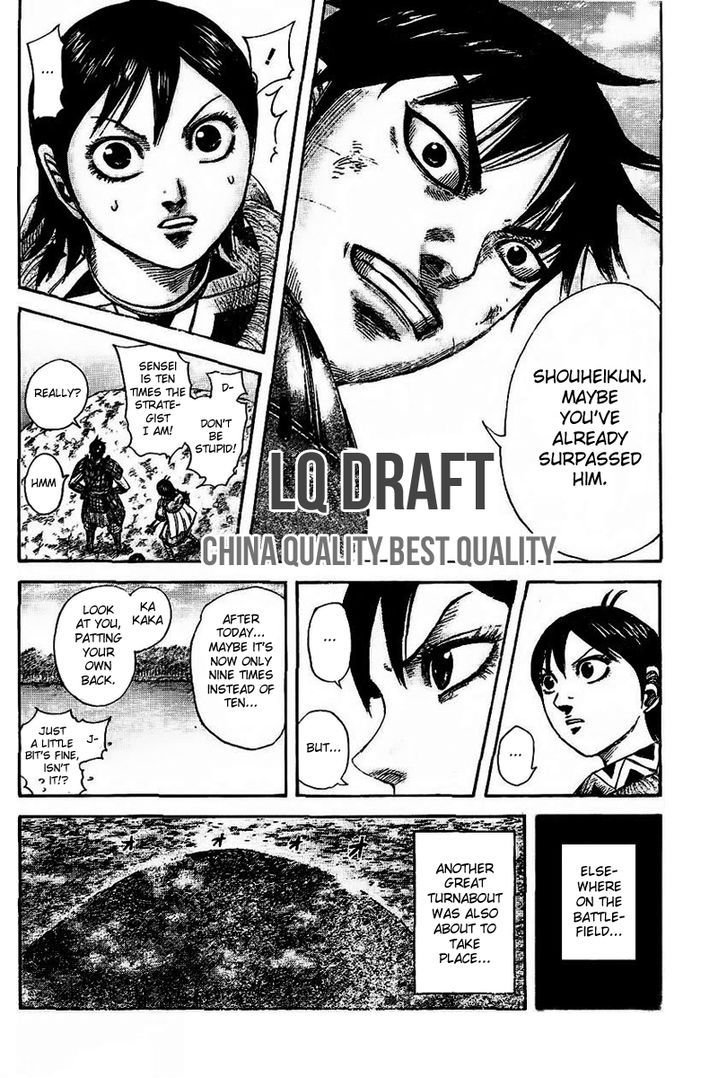 SHOUHEIKUN.
MAYBE
YOU'VE
ALREADY
SURPASSED
HIM.
!
...
D-
DON'T
BE
STUPID!
SENSEI
IS TEN
TIMES THE
STRATE-
GIST
I AM!
REALLY?
HMM
LQ DRAFT
CHINA QUALITY BEST QUALITY
...
...
BUT...
AFTER
TODAY...
MAYBE IT'S
NOW ONLY
NINE TIMES
INSTEAD OF
TEN...
KA
KAKA
LOOK
AT YOU,
PATTING
YOUR
OWN
BACK.
J-
JUST
A LITTLE
BIT'S FINE,
ISN'T
IT!?
ELSE-
WHERE
ON THE
BATTLE-
FIELD...
ANOTHER
GREAT
TURNABOUT
WAS ALSO
ABOUT TO
TAKE
PLACE...